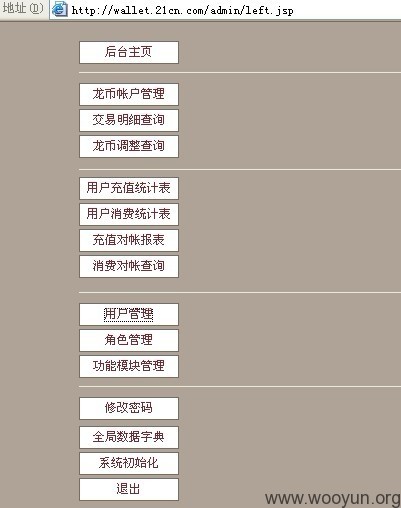 地址(D) http://wallet.21cn.com/admin/left.jsp
后台主页
龙币帐户管理
交易明细查询
龙币调整查询
用户充值统计表
用户消费统计表
充值对帐报表
消费对帐查询
用户管理
角色管理
功能模块管理
修改密码
全局数据字典
系统初始化
退出
www.wooyun.org